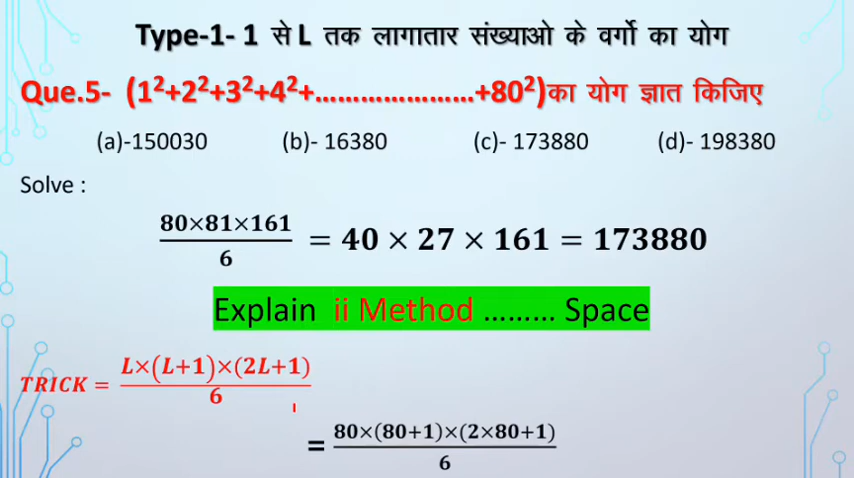 Type-1- 1 से L तक लागातार संख्याओ के वर्गो का योग
Que.5- (1²+2²+3²+4²+.....................+80²)का योग ज्ञात किजिए
(a)-150030 (b)- 16380 (c)- 173880 (d)- 198380
Solve :
80×81×161/6 = 40 × 27 × 161 = 173880
Explain ii Method ......... Space
TRICK = L×(L+1)×(2L+1)/6
= 80×(80+1)×(2×80+1)/6